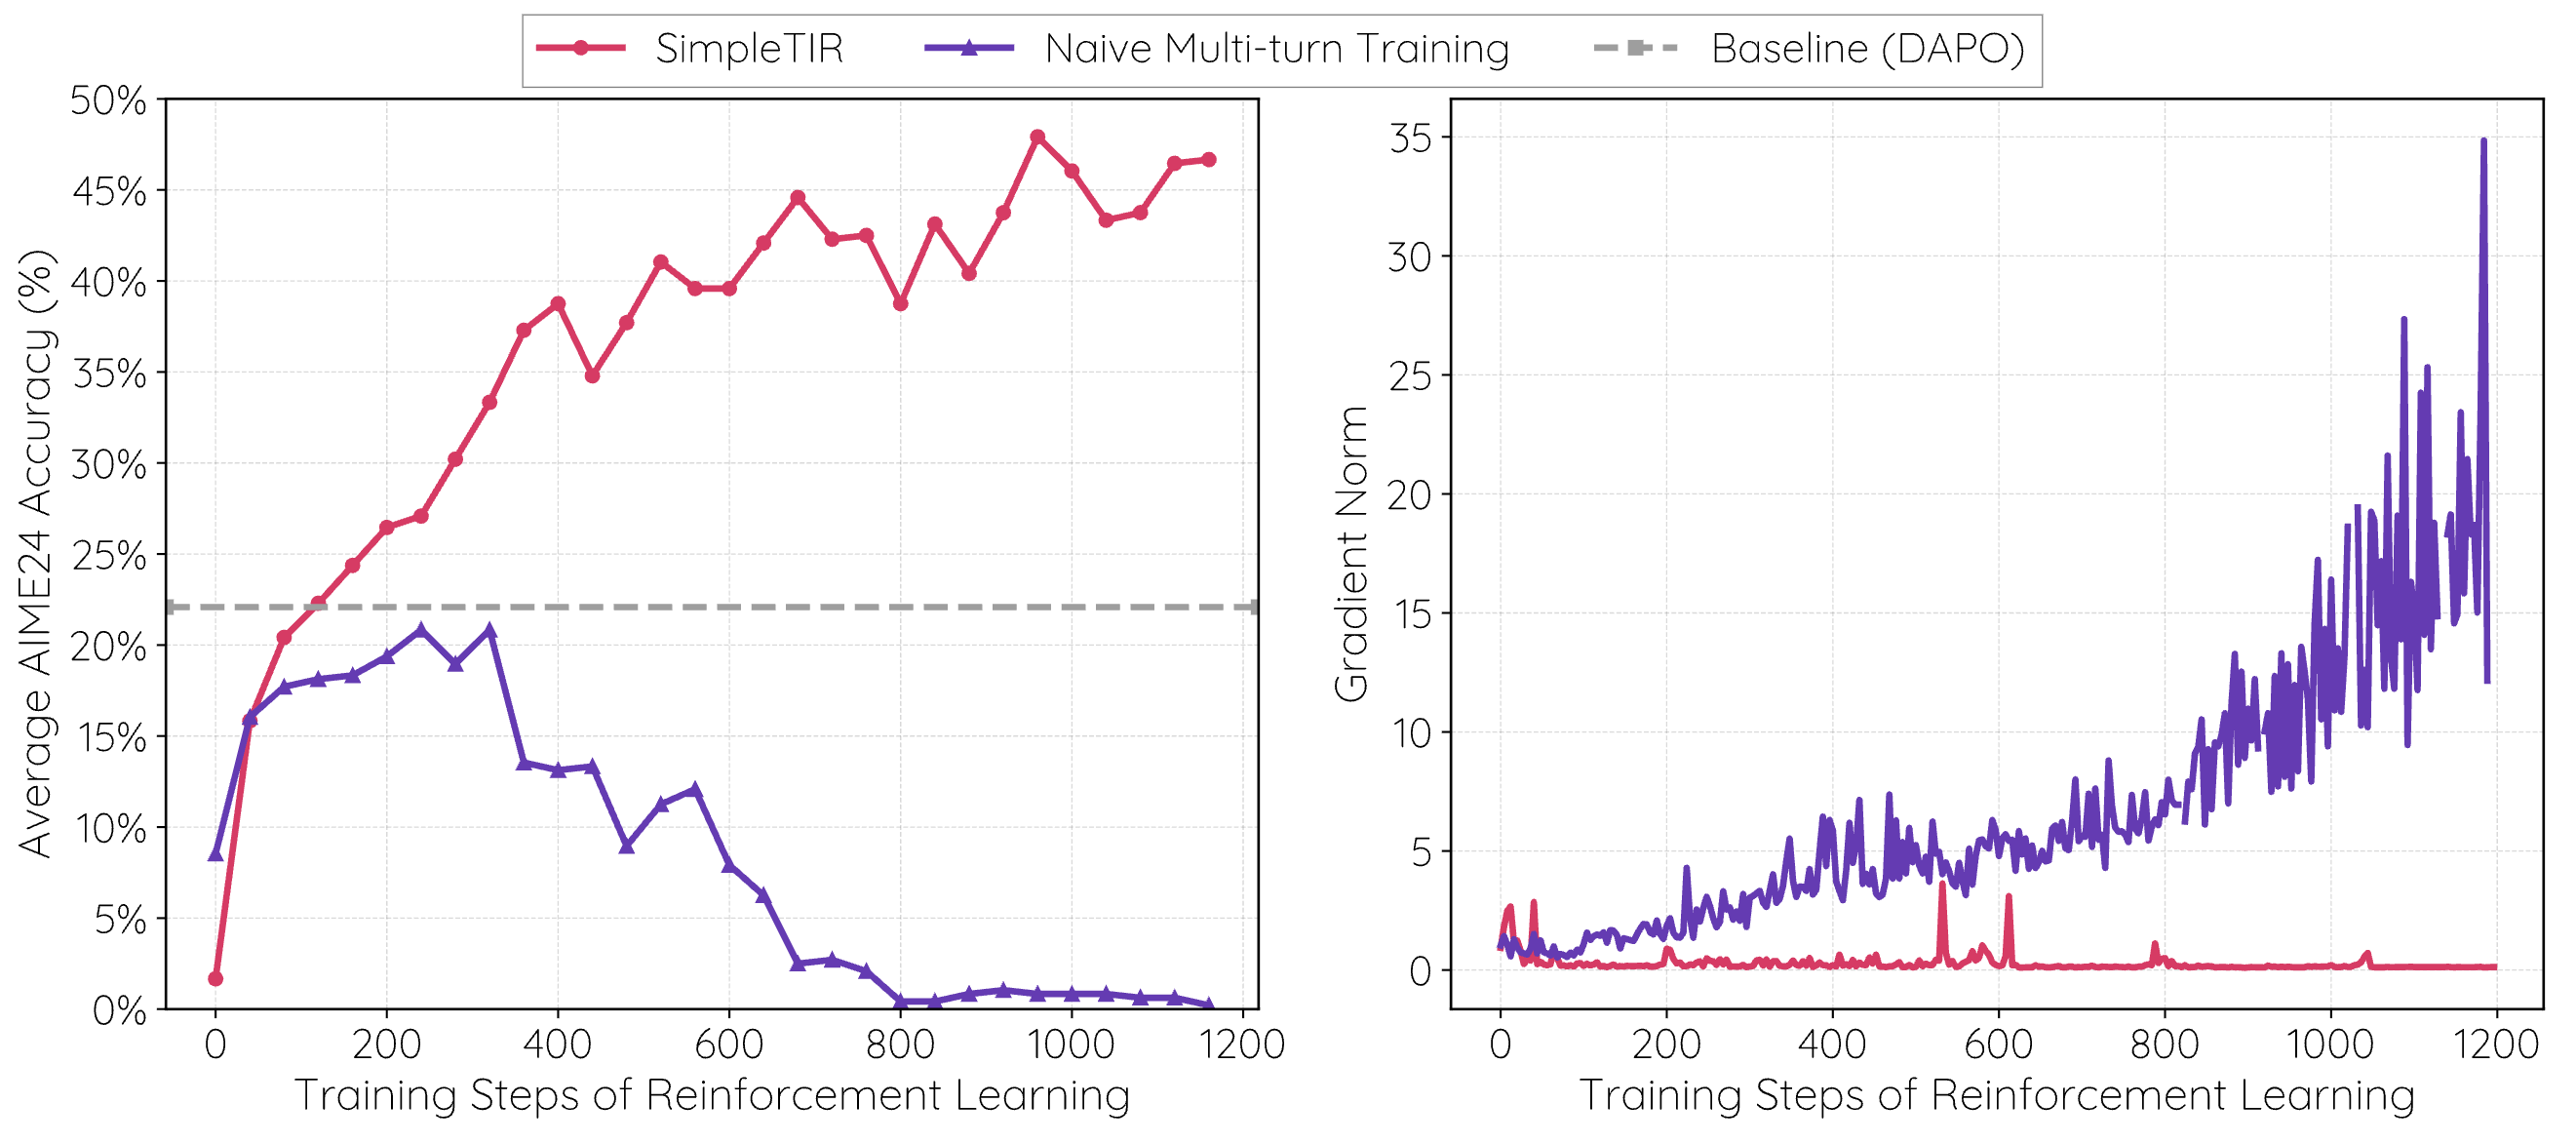 SimpleTIR
Naive Multi-turn Training
Baseline (DAPO)
50%
45%
40%
35%
30%
25%
20%
15%
10%
5%
0%
Average AIME24 Accuracy (%)
0 200 400 600 800 1000 1200
Training Steps of Reinforcement Learning
35
30
25
20
15
10
5
0
Gradient Norm
0 200 400 600 800 1000 1200
Training Steps of Reinforcement Learning